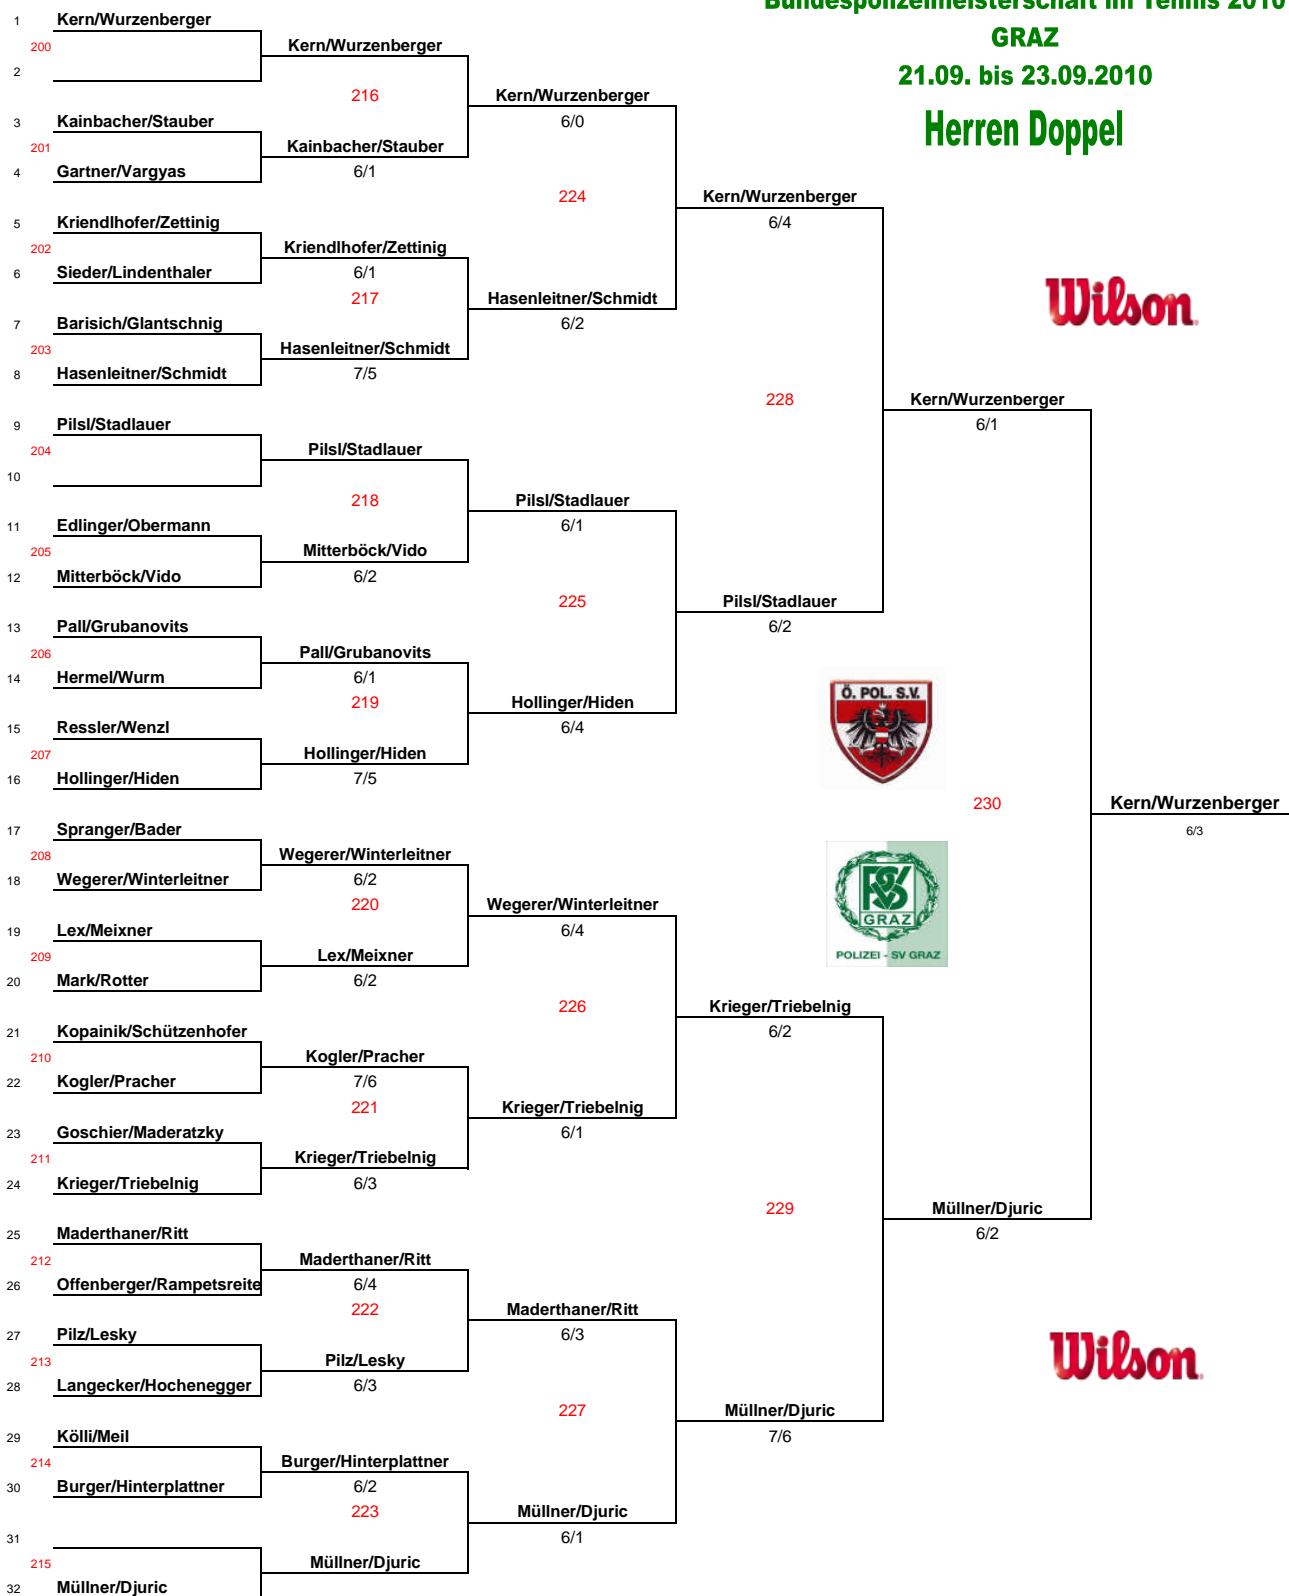 Bundespolizeimeisterschaft im Tennis 2010
GRAZ
21.09. bis 23.09.2010
Herren Doppel
1 Kern/Wurzenberger
200
Kern/Wurzenberger
2
216
Kern/Wurzenberger
6/0
3 Kainbacher/Stauber
201
Kainbacher/Stauber
6/1
4 Gartner/Vargyas
224
Kern/Wurzenberger
6/4
5 Kriendlhofer/Zettinig
202
Kriendlhofer/Zettinig
6/1
6 Sieder/Lindenthaler
217
Hasenleitner/Schmidt
6/2
Wilson
7 Barisich/Glantschnig
203
Hasenleitner/Schmidt
7/5
8 Hasenleitner/Schmidt
228
Kern/Wurzenberger
6/1
9 Pilsl/Stadlauer
204
Pilsl/Stadlauer
10
218
Pilsl/Stadlauer
6/1
11 Edlinger/Obermann
205
Mitterböck/Vido
6/2
12 Mitterböck/Vido
225
Pilsl/Stadlauer
6/2
13 Pall/Grubanovits
206
Pall/Grubanovits
6/1
14 Hermel/Wurm
219
Hollinger/Hiden
6/4
Ö. POL. S.V.
15 Ressler/Wenzl
207
Hollinger/Hiden
7/5
16 Hollinger/Hiden
230
Kern/Wurzenberger
6/3
17 Spranger/Bader
208
Wegerer/Winterleitner
6/2
18 Wegerer/Winterleitner
220
Wegerer/Winterleitner
6/4
GRAZ
POLIZEI - SV GRAZ
19 Lex/Meixner
209
Lex/Meixner
6/2
20 Mark/Rotter
226
Krieger/Triebelnig
6/2
21 Kopainik/Schützenhofer
210
Kogler/Pracher
7/6
22 Kogler/Pracher
221
Krieger/Triebelnig
6/1
23 Goschier/Maderatzky
211
Krieger/Triebelnig
6/3
24 Krieger/Triebelnig
229
Müllner/Djuric
6/2
25 Maderthaner/Ritt
212
Maderthaner/Ritt
6/4
26 Offenberger/Rampetsreite
222
Maderthaner/Ritt
6/3
27 Pilz/Lesky
213
Pilz/Lesky
6/3
28 Langecker/Hochenegger
Wilson
227
Müllner/Djuric
7/6
29 Kölli/Meil
214
Burger/Hinterplattner
6/2
30 Burger/Hinterplattner
223
Müllner/Djuric
6/1
31
215
Müllner/Djuric
32 Müllner/Djuric